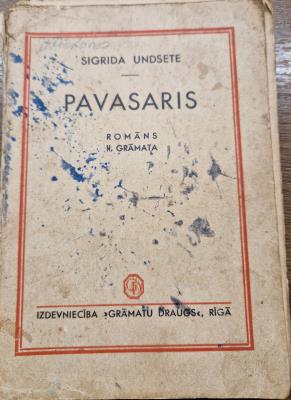 SIGRIDA UNDSETE
PAVASARIS
ROMĀNS
II. GRĀMATA
IZDEVNIECĪBA „GRĀMATU DRAUGS“, RĪGĀ